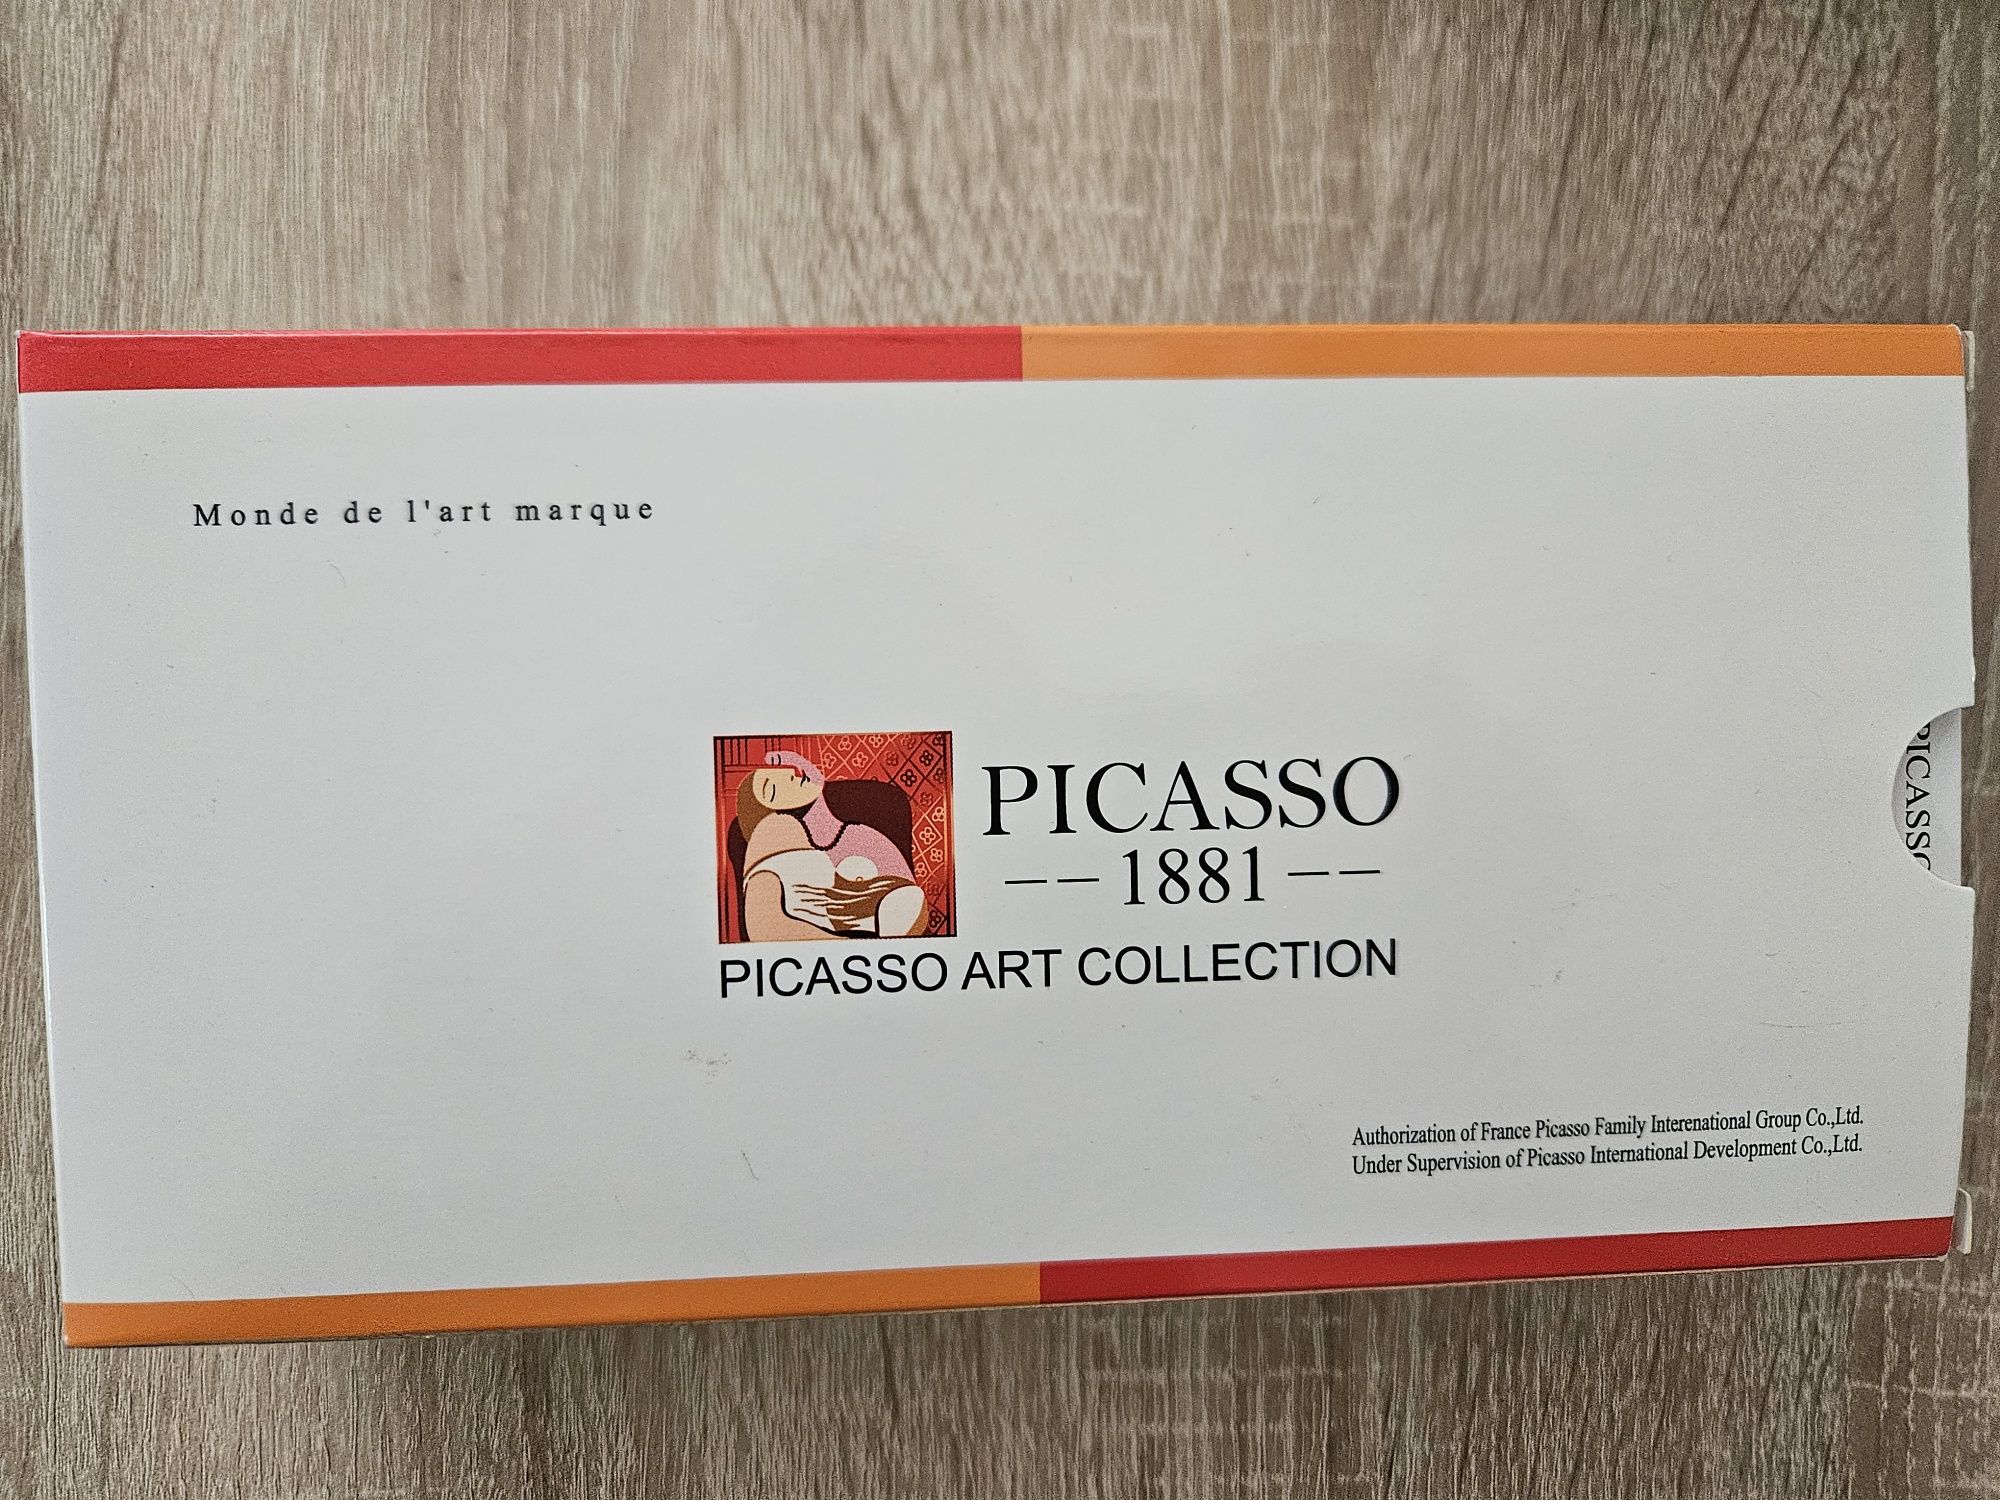 Monde de l'art marque
PICASSO
1881
PICASSO ART COLLECTION
PICASSO
Authorization of France Picasso Family Interenational Group Co.,Ltd.
Under Supervision of Picasso International Development Co.,Ltd.